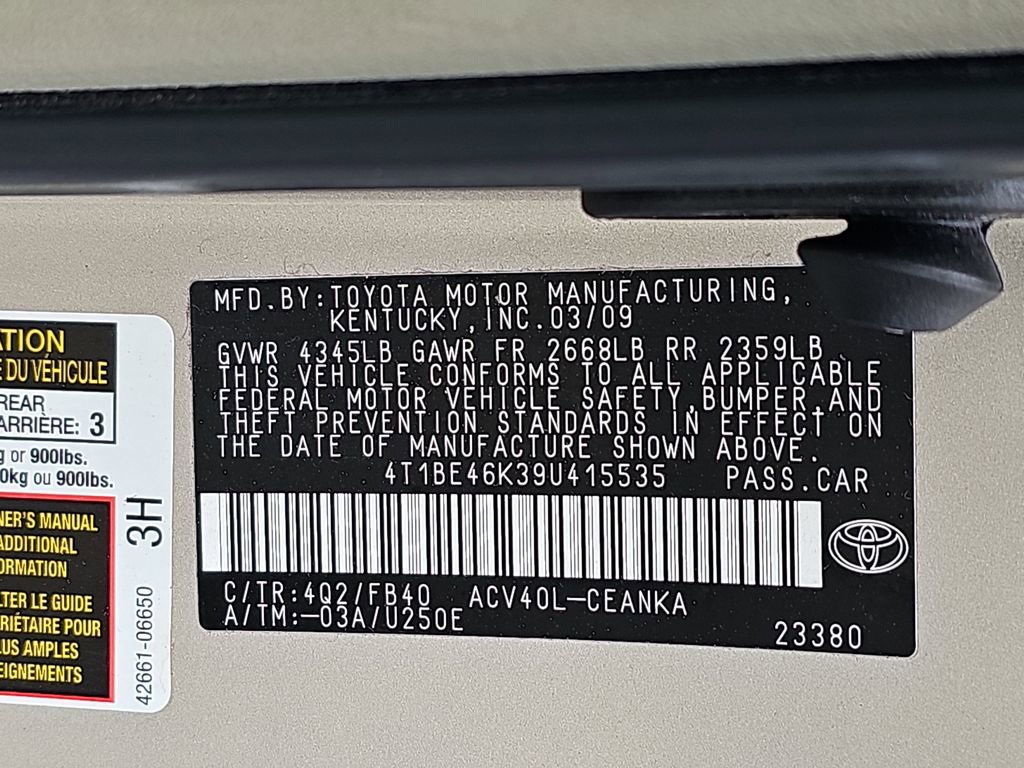 MFD.BY:TOYOTA MOTOR MANUFACTURING,
KENTUCKY,INC.03/09
GVWR 4345LB GAWR FR 2668LB RR 2359LB
THIS VEHICLE CONFORMS TO ALL APPLICABLE
FEDERAL MOTOR VEHICLE SAFETY,BUMPER,AND
THEFT PREVENTION STANDARDS IN EFFECT ON
THE DATE OF MANUFACTURE SHOWN ABOVE.
4T1BE46K39U415535 PASS.CAR
C/TR:4Q2/FB40 ACV40L-CEANKA
A/TM:-03A/U250E
23380
ATION
DU VÉHICULE
REAR
ARRIÈRE: 3
or 900lbs.
0kg ou 900lbs.
NER'S MANUAL
ADDITIONAL
ORMATION
LTER LE GUIDE
RIÉTAIRE POUR
LUS AMPLES
EIGNEMENTS
3H
42661-06650